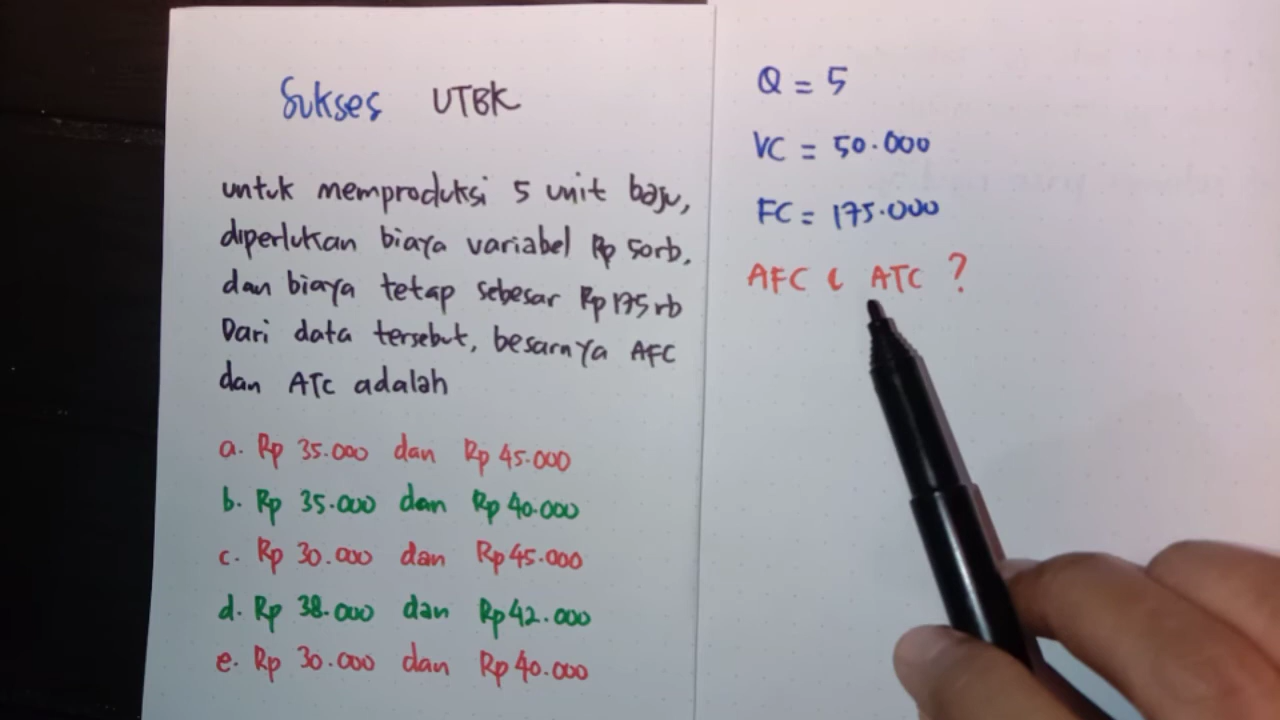 Sukses UTBK
untuk memproduksi 5 unit baju,
diperlukan biaya variabel Rp 50rb,
dan biaya tetap sebesar Rp 175 rb
Dari data tersebut, besarnya AFC
dan ATC adalah
a. Rp 35.000 dan Rp 45.000
b. Rp 35.000 dan Rp 40.000
c. Rp 30.000 dan Rp 45.000
d. Rp 38.000 dan Rp 42.000
e. Rp 30.000 dan Rp 40.000
Q = 5
VC = 50.000
FC = 175.000
AFC & ATC ?